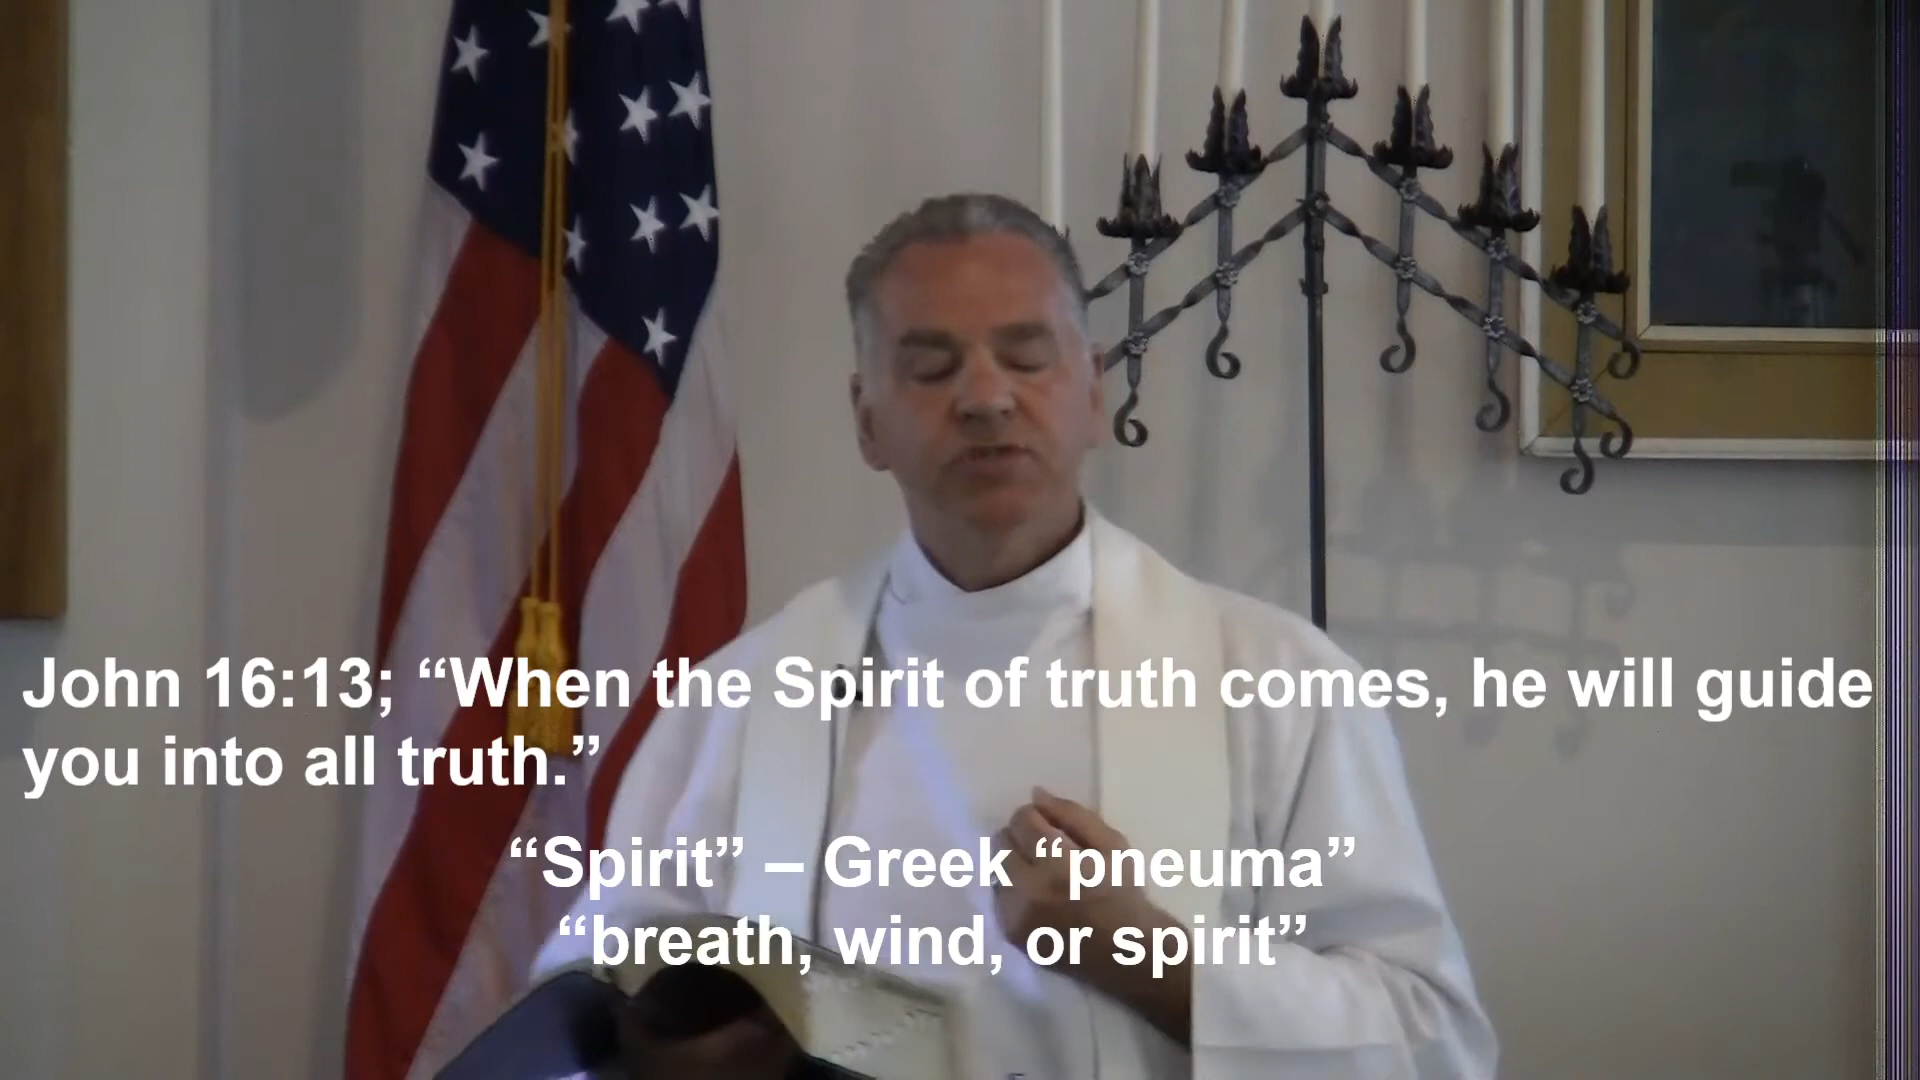 John 16:13; “When the Spirit of truth comes, he will guide
you into all truth.”
“Spirit” – Greek “pneuma”
“breath, wind, or spirit”